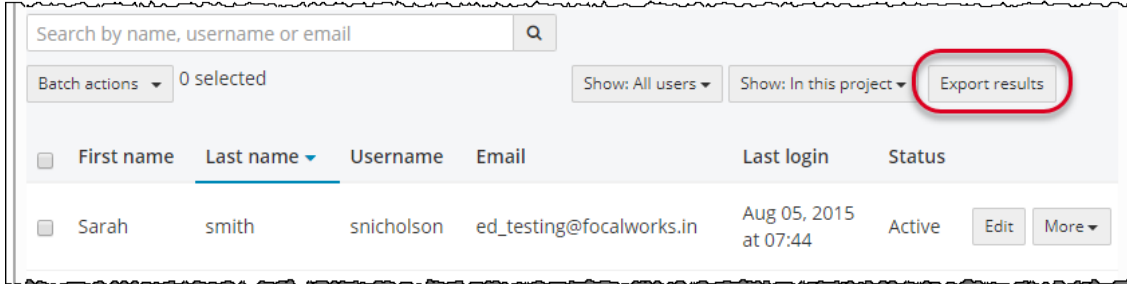 Search by name, username or email
Batch actions 0 selected Show: All users Show: In this project Export results
First name Last name Username Email Last login Status
Sarah smith snicholson ed_testing@focalworks.in Aug 05, 2015 Active Edit More
at 07:44